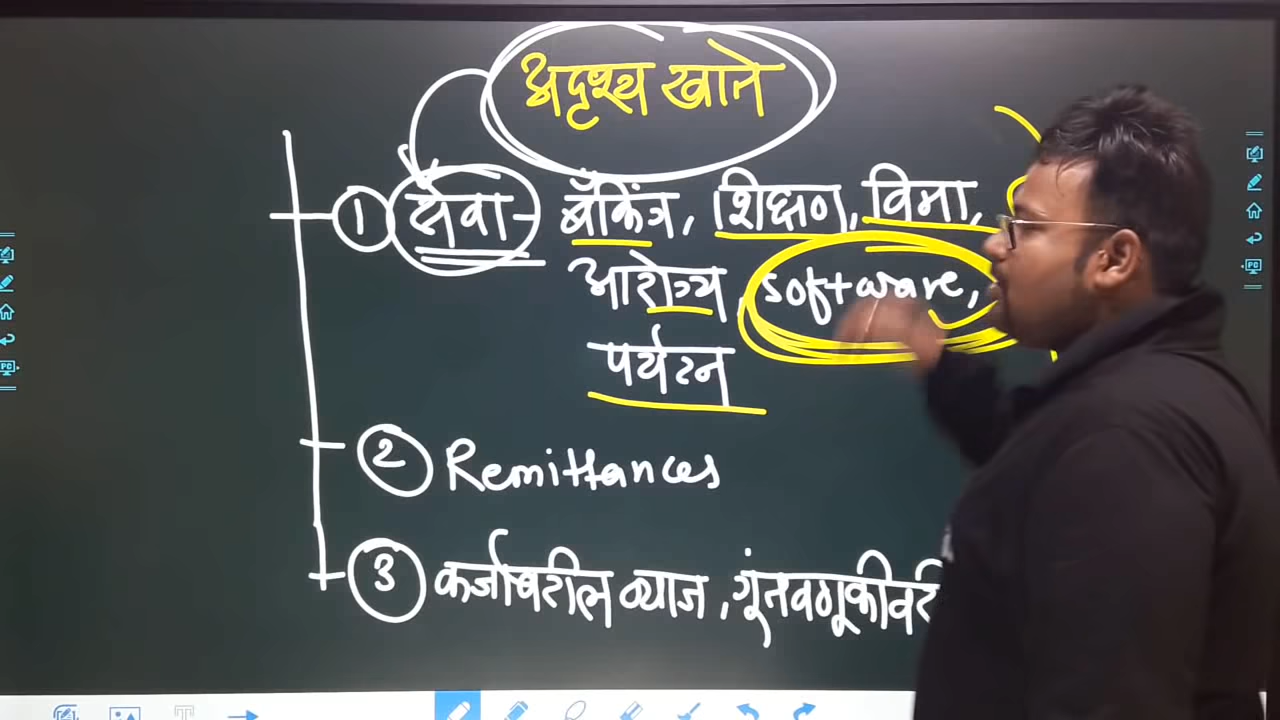 अदृश्य खाते
① सेवा - बँकिंग, शिक्षण, विमा,
आरोग्य, software,
पर्यटन
② Remittances
③ कर्जावरील व्याज, गूंतवणूकीवरी